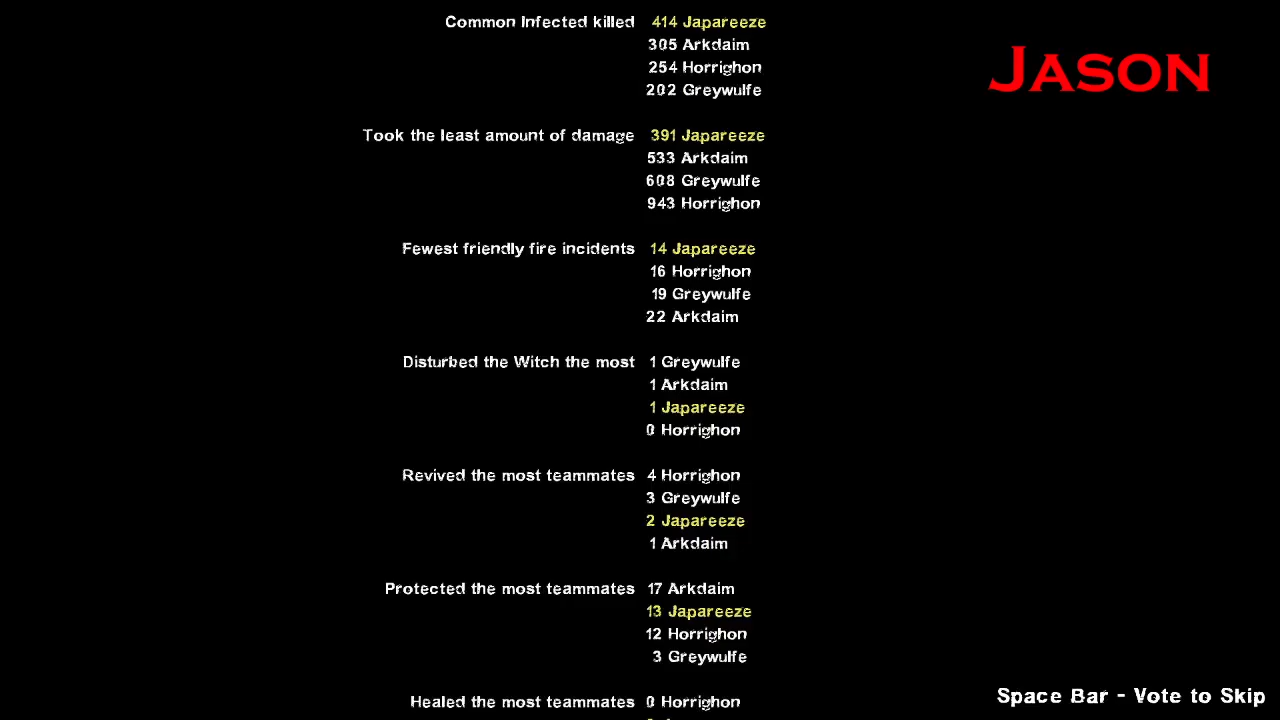 Common Infected killed 414 Japareeze
305 Arkdaim
254 Horrighon
202 Greywulfe
JASON
Took the least amount of damage 391 Japareeze
533 Arkdaim
608 Greywulfe
943 Horrighon
Fewest friendly fire incidents 14 Japareeze
16 Horrighon
19 Greywulfe
22 Arkdaim
Disturbed the Witch the most 1 Greywulfe
1 Arkdaim
1 Japareeze
0 Horrighon
Revived the most teammates 4 Horrighon
3 Greywulfe
2 Japareeze
1 Arkdaim
Protected the most teammates 17 Arkdaim
13 Japareeze
12 Horrighon
3 Greywulfe
Healed the most teammates 0 Horrighon
Space Bar - Vote to Skip